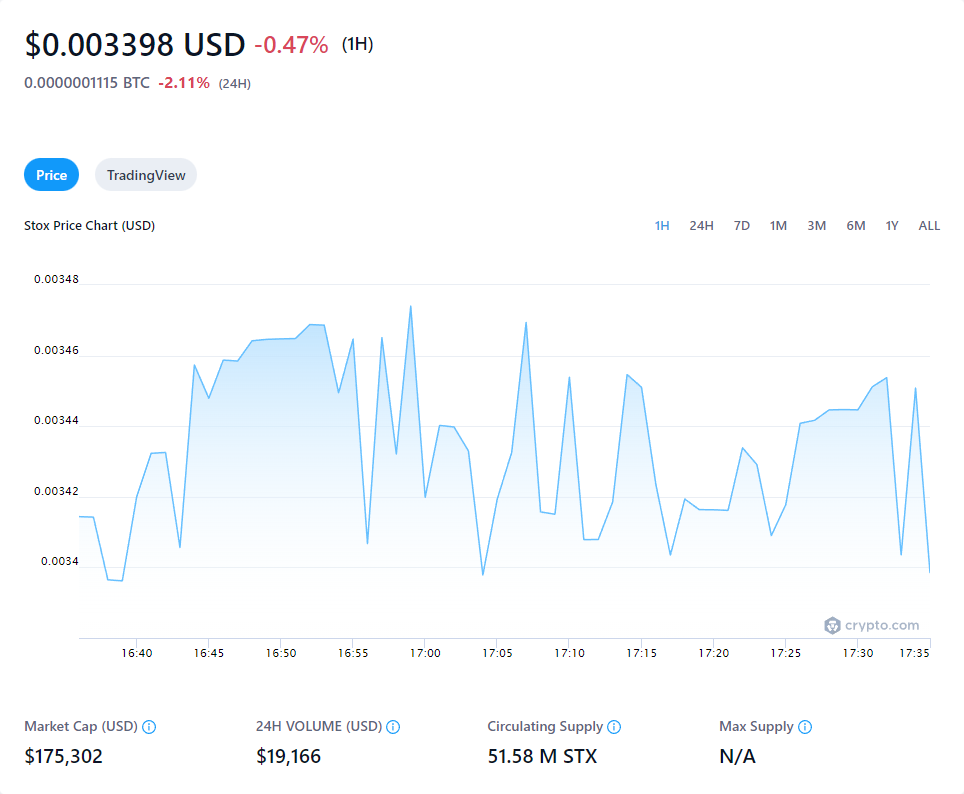 $0.003398 USD -0.47% (1H)
0.0000001115 BTC -2.11% (24H)
Price TradingView
Stox Price Chart (USD) 1H 24H 7D 1M 3M 6M 1Y ALL
0.00348
0.00346
0.00344
0.00342
0.0034
crypto.com
16:40 16:45 16:50 16:55 17:00 17:05 17:10 17:15 17:20 17:25 17:30 17:35
Market Cap (USD) 24H VOLUME (USD) Circulating Supply Max Supply
$175,302 $19,166 51.58 M STX N/A